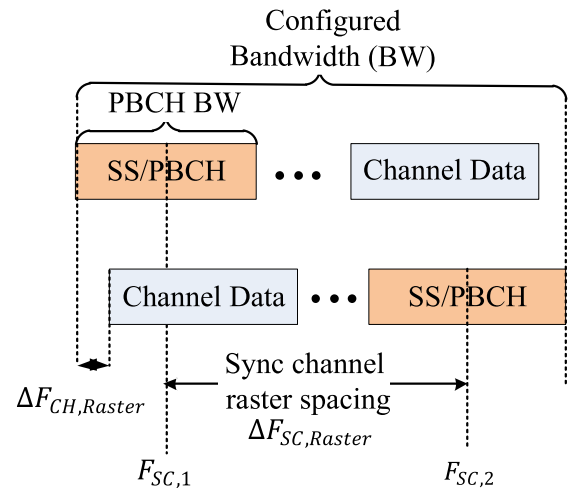 Configured
Bandwidth (BW)
PBCH BW
SS/PBCH
Channel Data
Channel Data
SS/PBCH
Sync channel
raster spacing
ΔF_{CH,Raster}
ΔF_{SC,Raster}
F_{SC,1}
F_{SC,2}